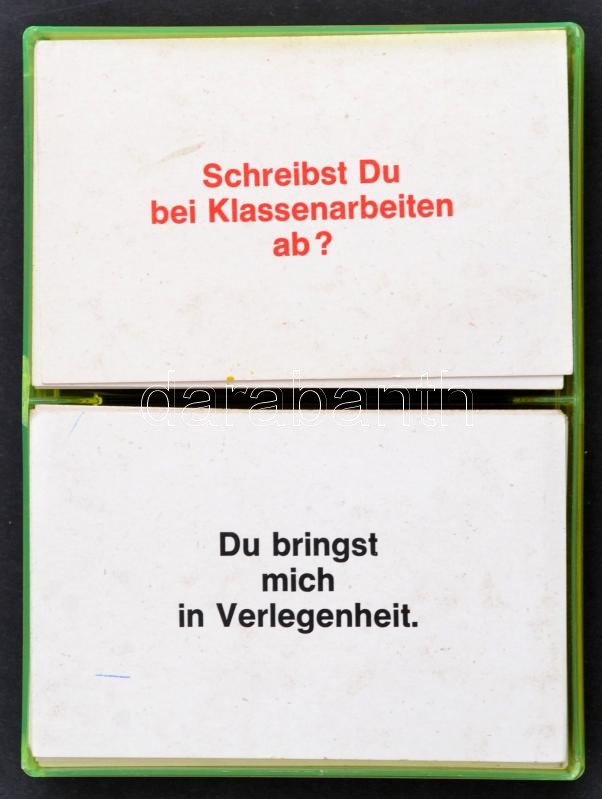 Schreibst Du
bei Klassenarbeiten
ab?
darabanth
Du bringst
mich
in Verlegenheit.